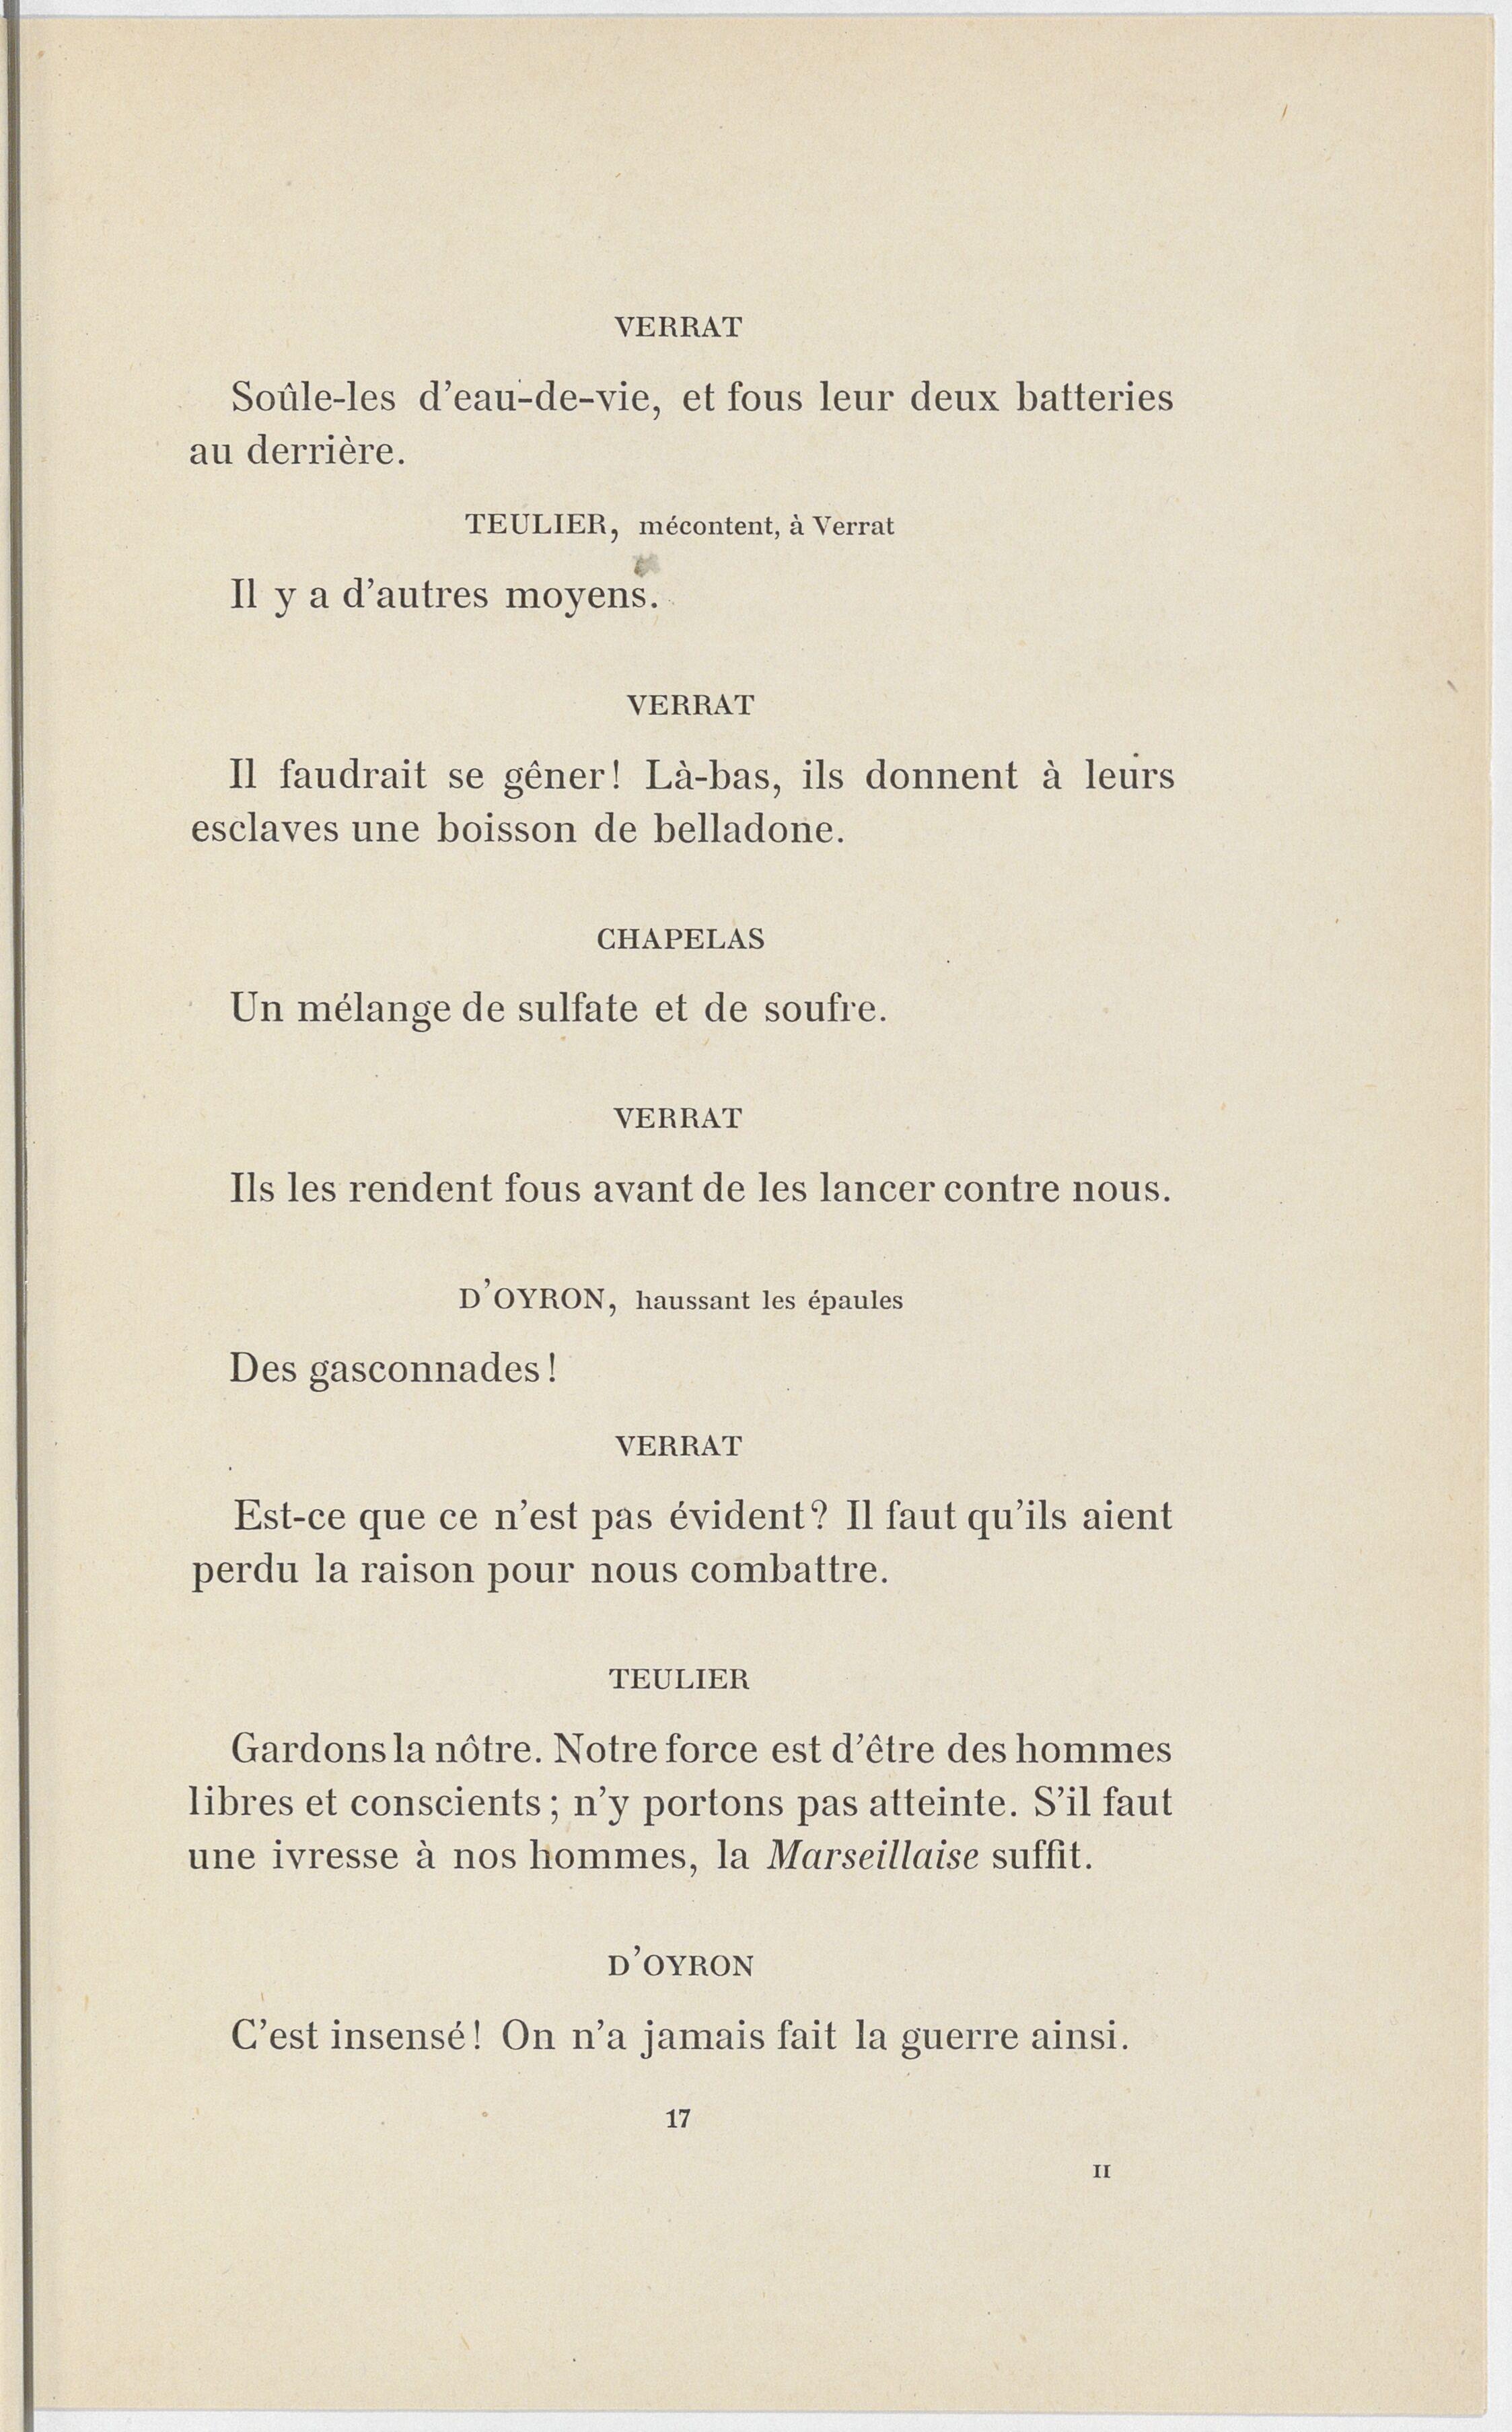 VERRAT
Soûle-les d'eau-de-vie, et fous leur deux batteries
au derrière.
TEULIER, mécontent, à Verrat
Il y a d'autres moyens.
VERRAT
Il faudrait se gêner! Là-bas, ils donnent à leurs
esclaves une boisson de belladone.
CHAPELAS
Un mélange de sulfate et de soufre.
VERRAT
Ils les rendent fous avant de les lancer contre nous.
D'OYRON, haussant les épaules
Des gasconnades!
VERRAT
Est-ce que ce n'est pas évident? Il faut qu'ils aient
perdu la raison pour nous combattre.
TEULIER
Gardons la nôtre. Notre force est d'être des hommes
libres et conscients; n'y portons pas atteinte. S'il faut
une ivresse à nos hommes, la Marseillaise suffit.
D'OYRON
C'est insensé! On n'a jamais fait la guerre ainsi.
17
II